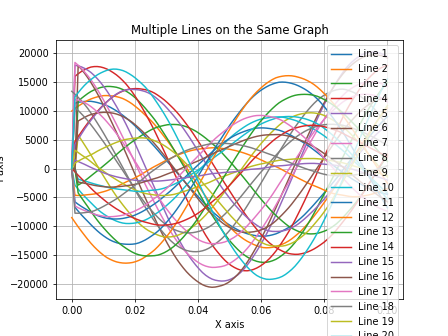 Multiple Lines on the Same Graph
20000
15000
10000
5000
0
−5000
−10000
−15000
−20000
0.00
0.02
0.04
0.06
X axis
Line 1
Line 2
Line 3
Line 4
Line 5
Line 6
Line 7
Line 8
Line 9
Line 10
Line 11
Line 12
Line 13
Line 14
Line 15
Line 16
Line 17
Line 18
Line 19